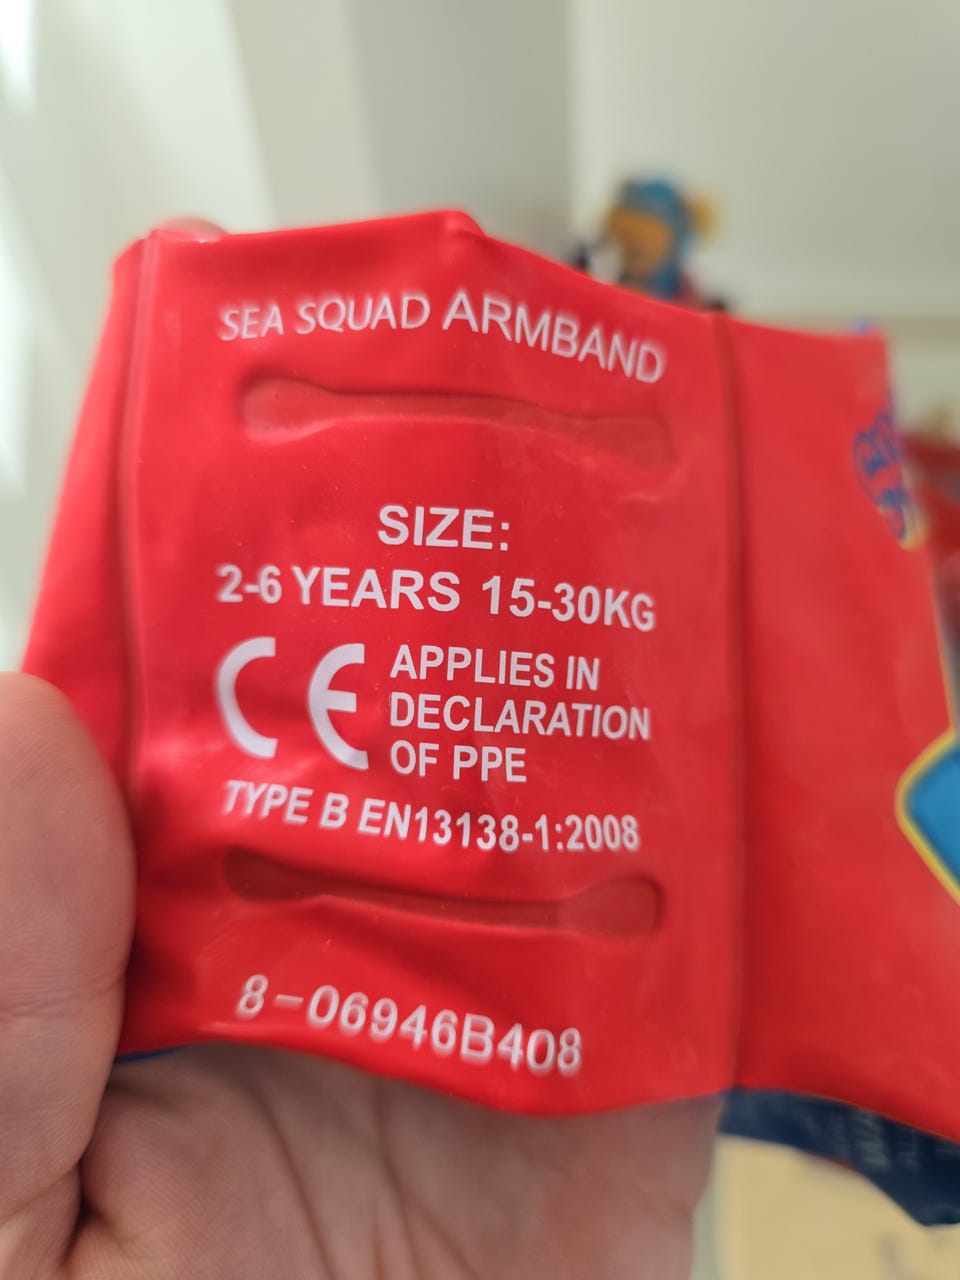 SEA SQUAD ARMBAND
SIZE:
2-6 YEARS 15-30KG
CE APPLIES IN
DECLARATION
OF PPE
TYPE B EN13138-1:2008
8-06946B408